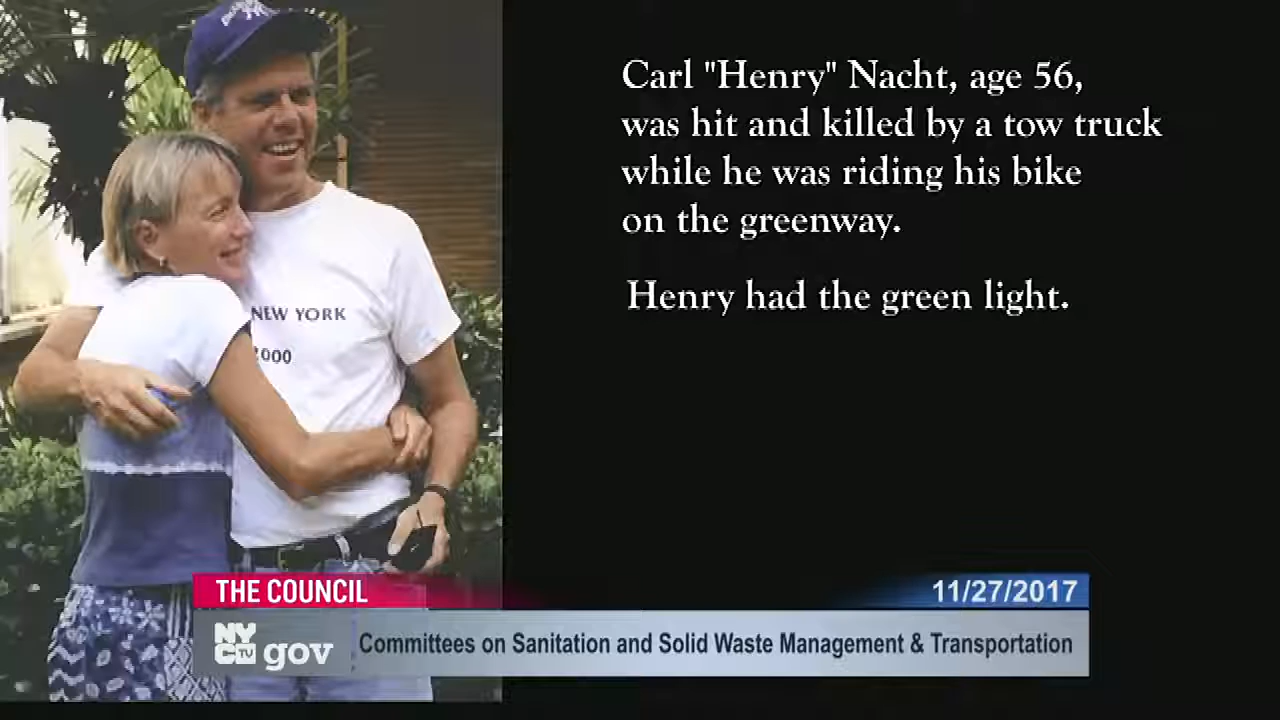 Carl "Henry" Nacht, age 56,
was hit and killed by a tow truck
while he was riding his bike
on the greenway.
Henry had the green light.
NEW YORK
2000
THE COUNCIL
11/27/2017
NYC TV gov
Committees on Sanitation and Solid Waste Management & Transportation